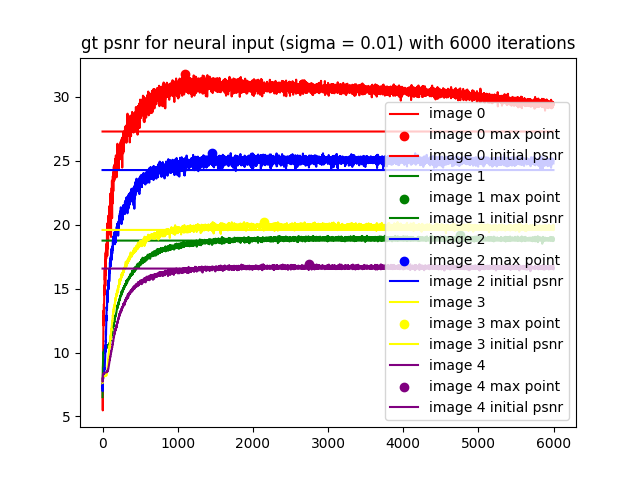 gt psnr for neural input (sigma = 0.01) with 6000 iterations
30
25
20
15
10
5
image 0
image 0 max point
image 0 initial psnr
image 1
image 1 max point
image 1 initial psnr
image 2
image 2 max point
image 2 initial psnr
image 3
image 3 max point
image 3 initial psnr
image 4
image 4 max point
image 4 initial psnr
0 1000 2000 3000 4000 5000 6000